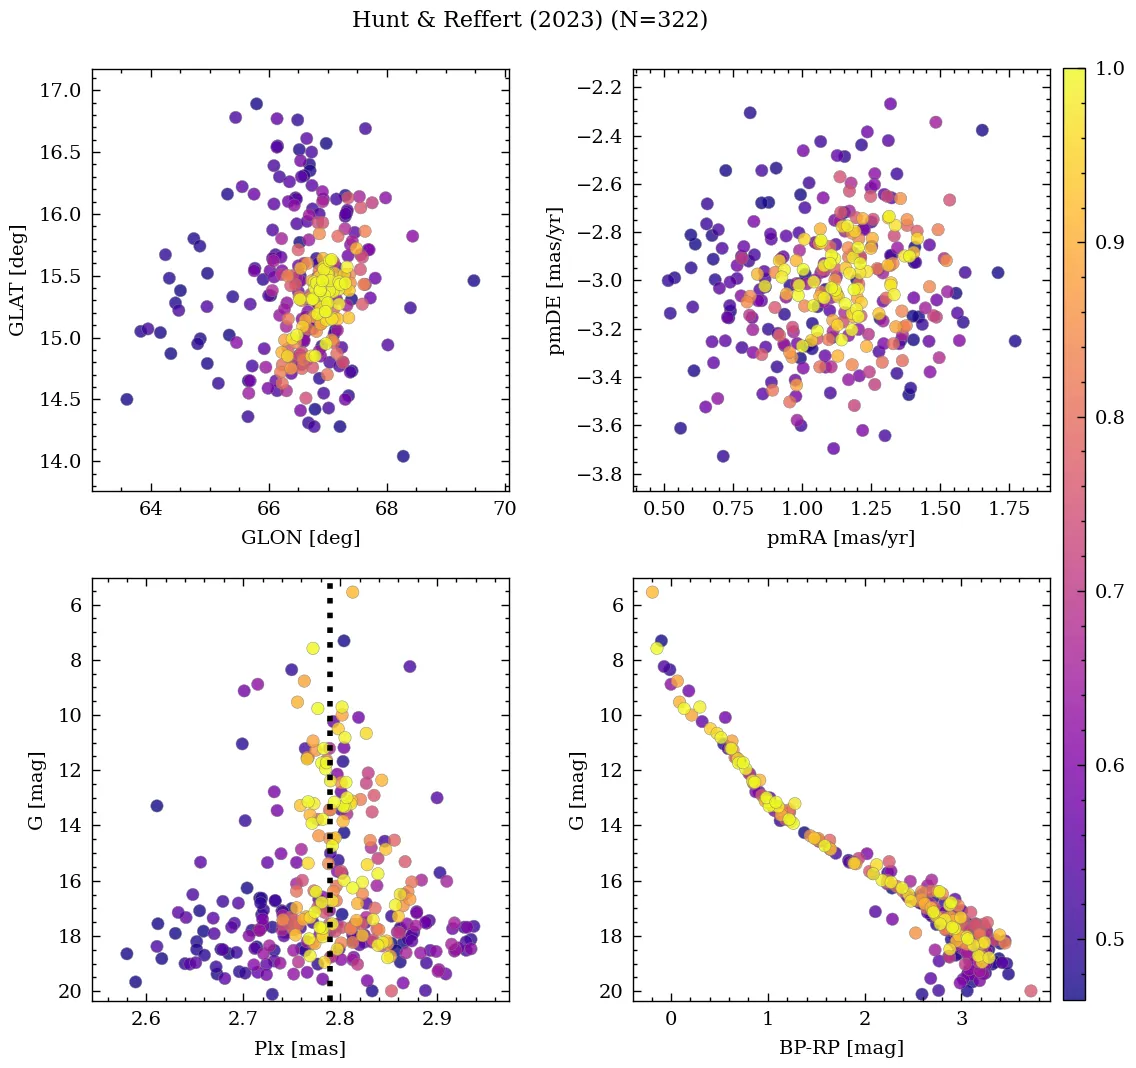 Hunt & Reffert (2023) (N=322)
17.0
16.5
16.0
15.5
15.0
14.5
14.0
GLAT [deg]
64 66 68 70
GLON [deg]
−2.2
−2.4
−2.6
−2.8
−3.0
−3.2
−3.4
−3.6
−3.8
pmDE [mas/yr]
0.50 0.75 1.00 1.25 1.50 1.75
pmRA [mas/yr]
6
8
10
12
14
16
18
20
G [mag]
2.6 2.7 2.8 2.9
Plx [mas]
6
8
10
12
14
16
18
20
G [mag]
0 1 2 3
BP-RP [mag]
1.0
0.9
0.8
0.7
0.6
0.5